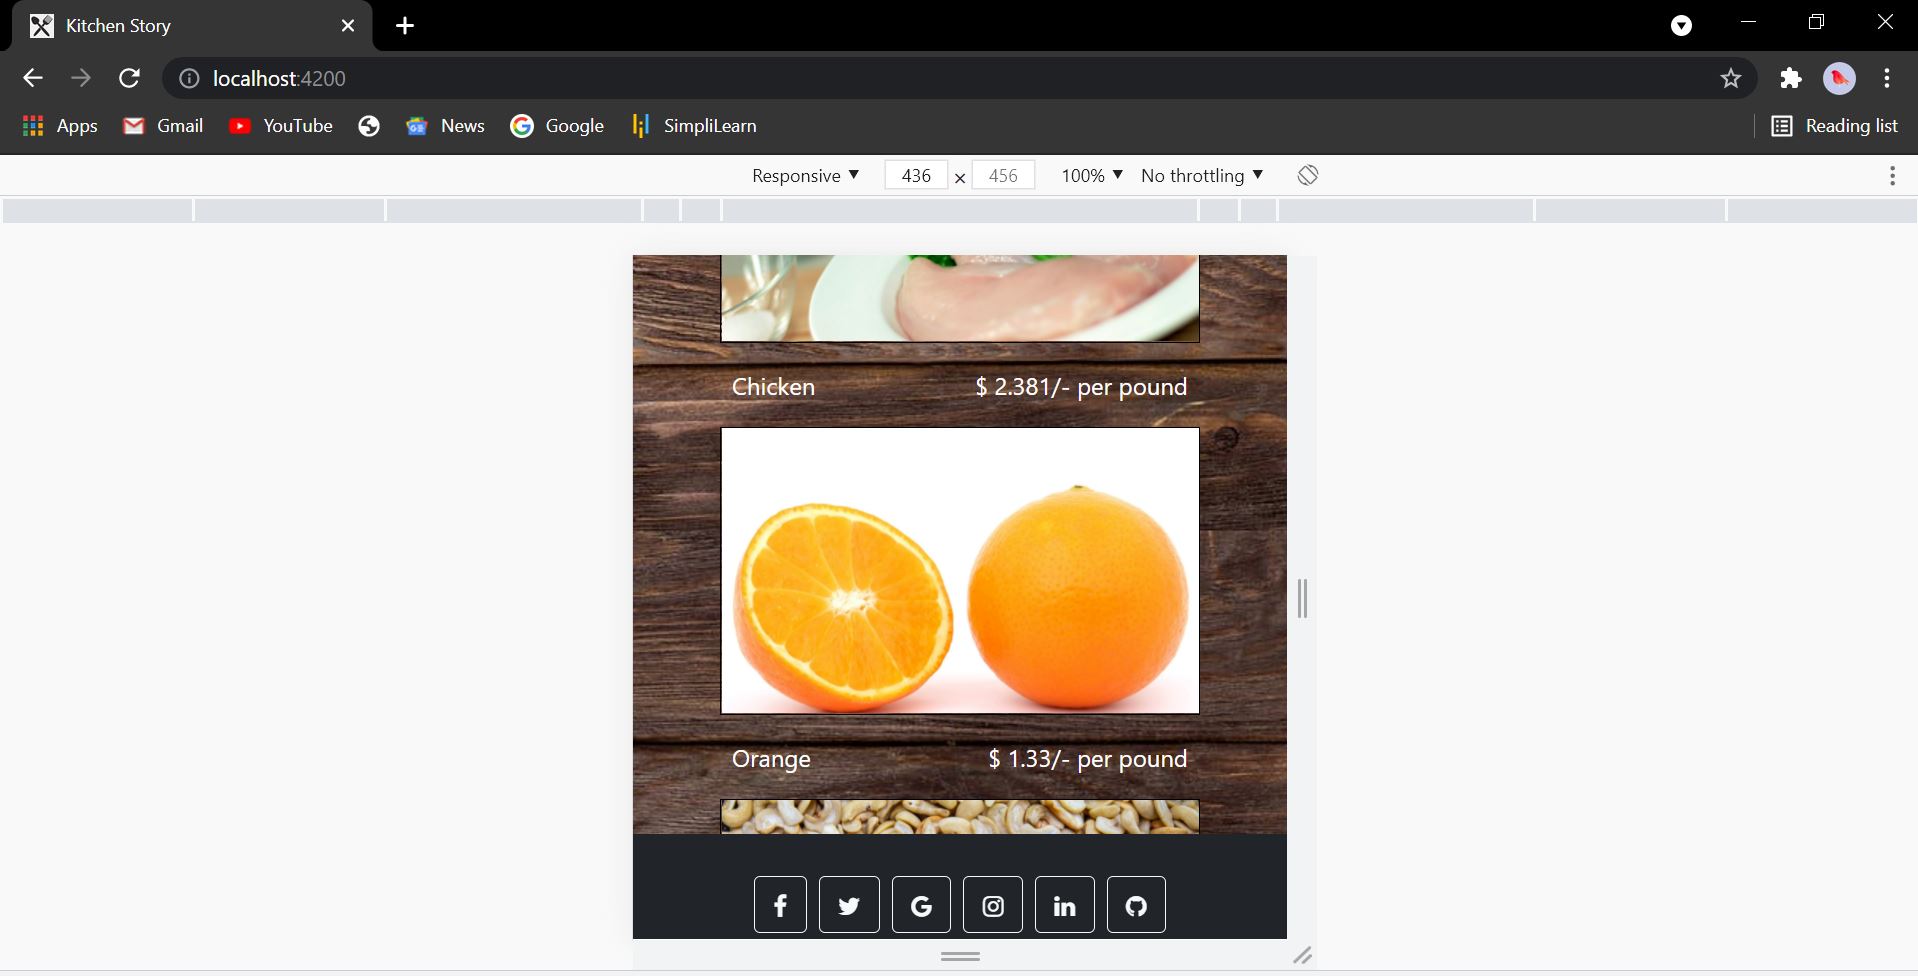 Kitchen Story
localhost:4200
Apps Gmail YouTube News Google SimpliLearn Reading list
Responsive 436 × 456 100% No throttling
Chicken $ 2.381/- per pound
Orange $ 1.33/- per pound